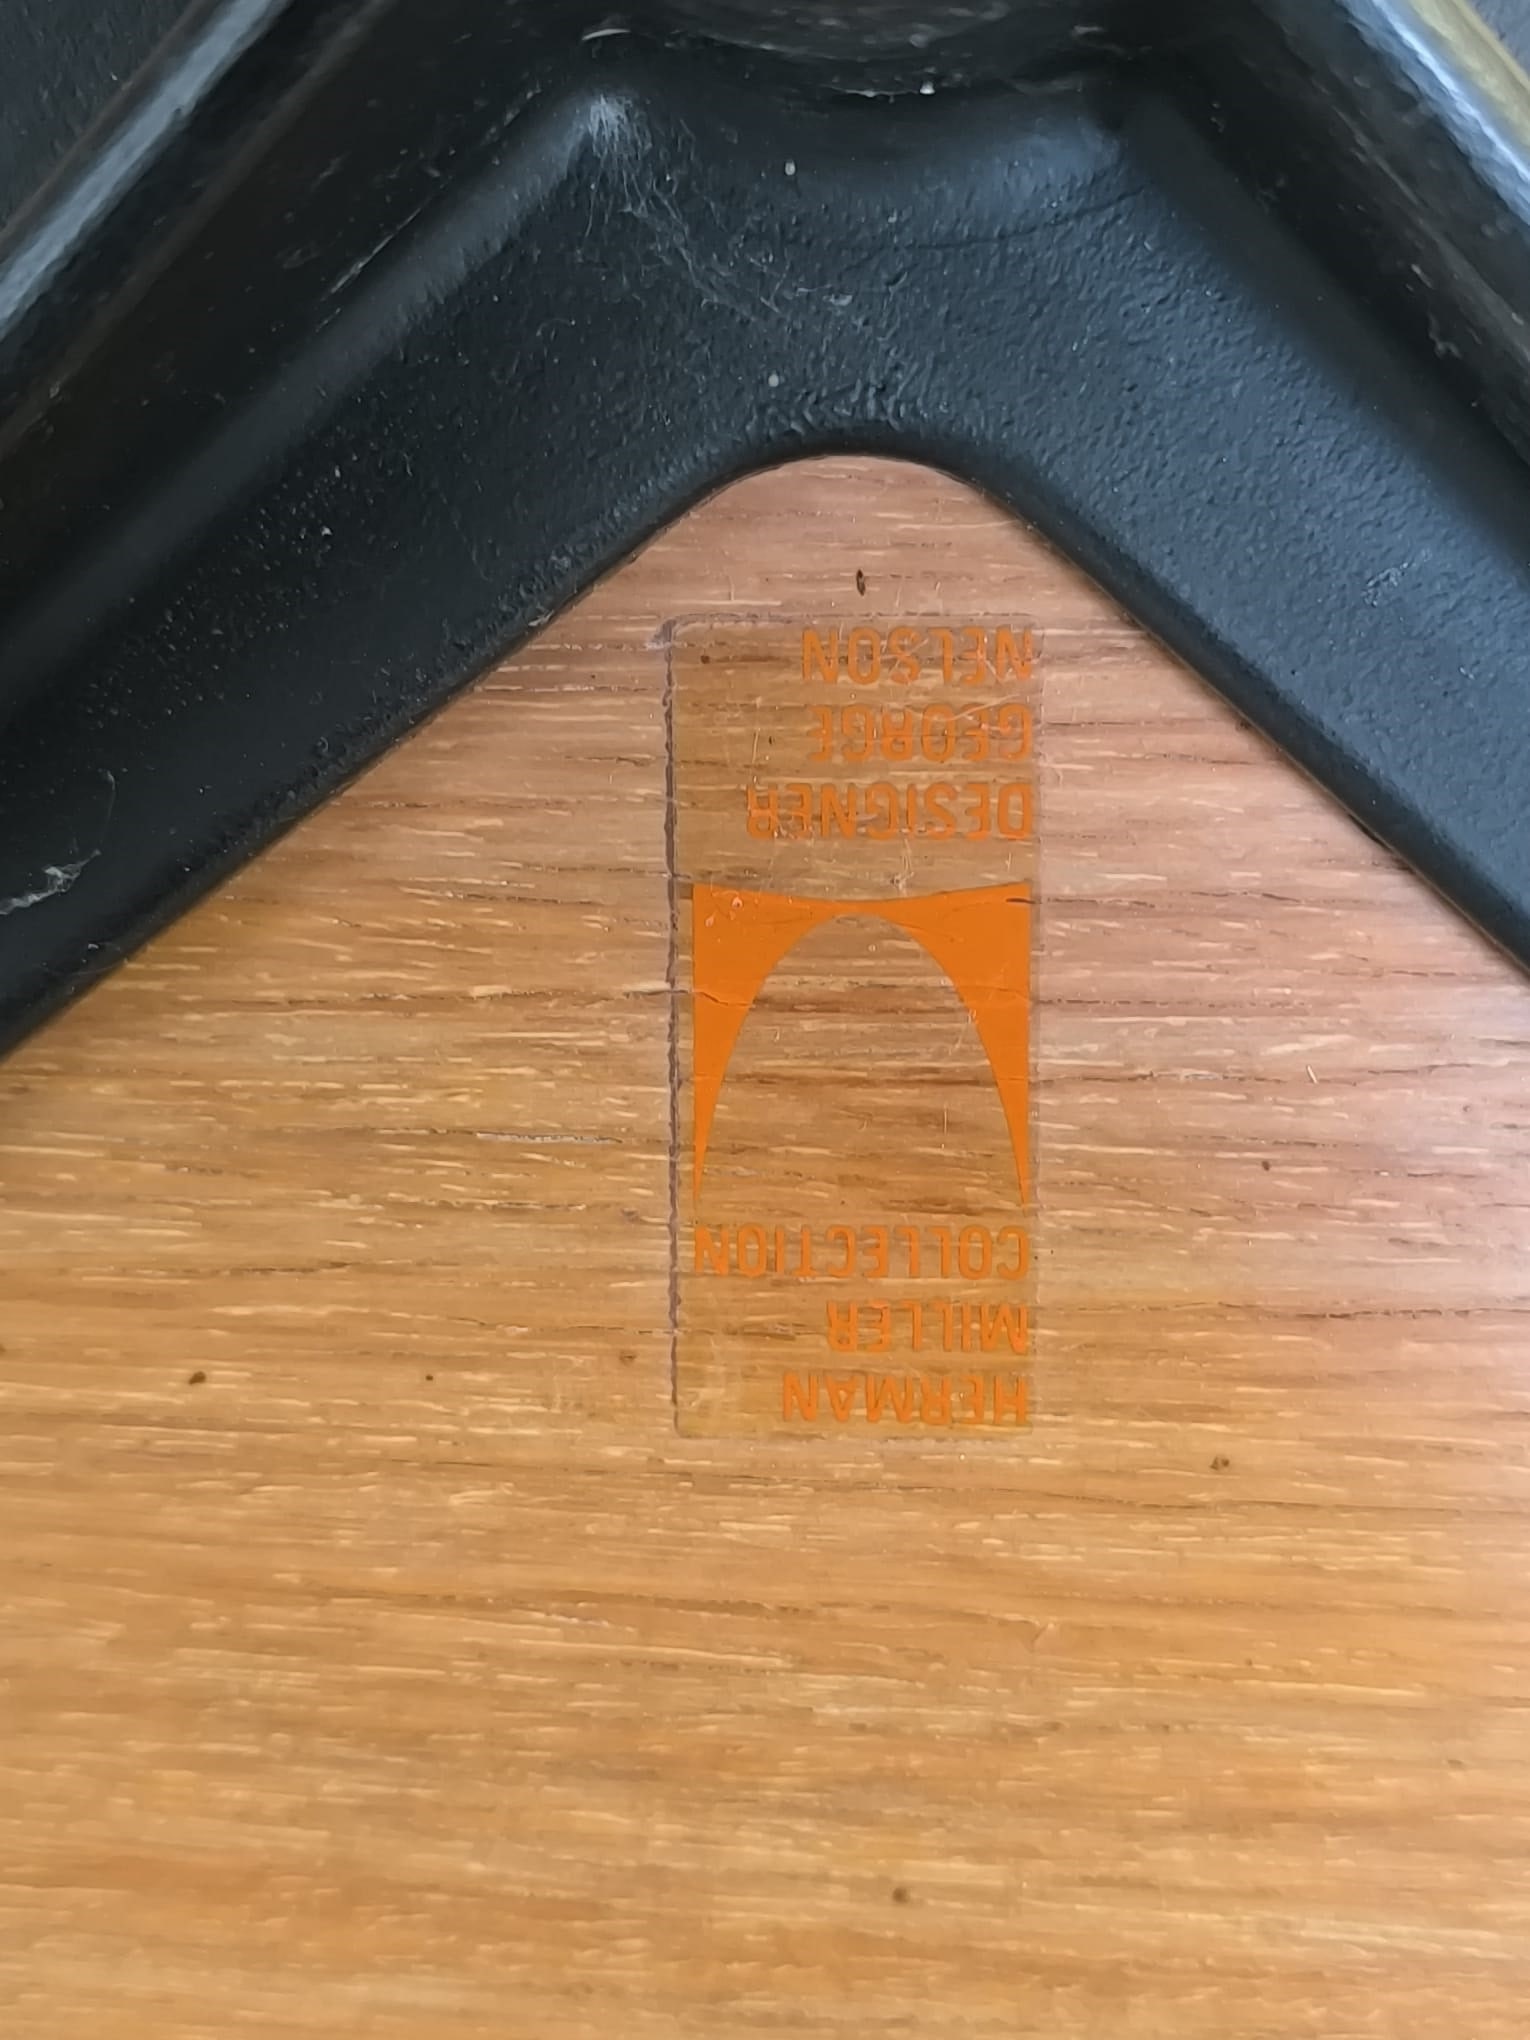 HERMAN
MILLER
COLLECTION
DESIGNER
GEORGE
NELSON